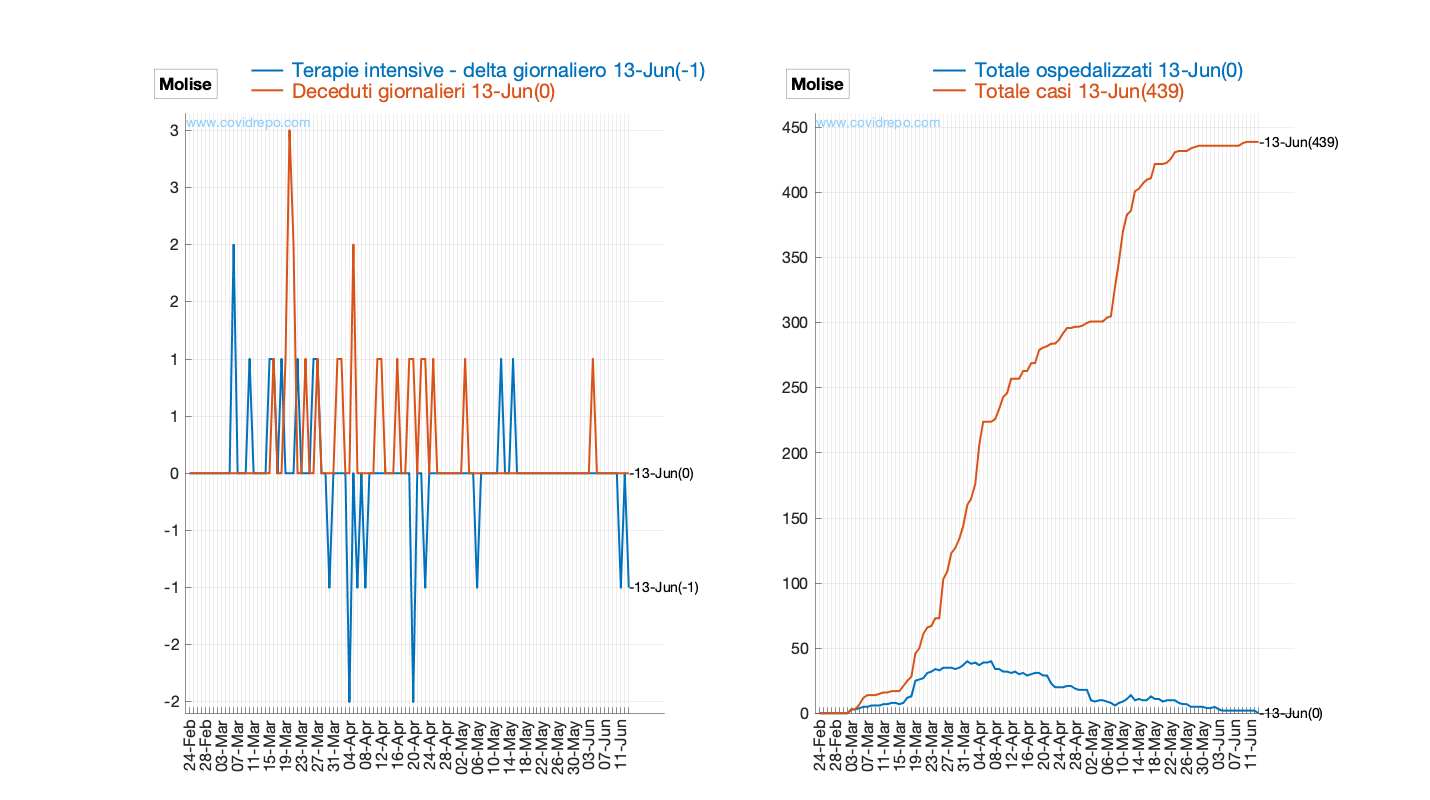 Molise
Terapie intensive - delta giornaliero 13-Jun(-1)
Deceduti giornalieri 13-Jun(0)
www.covidrepo.com
3
3
2
2
1
1
0
-1
-1
-2
-2
-13-Jun(0)
-13-Jun(-1)
24-Feb
28-Feb
03-Mar
07-Mar
11-Mar
15-Mar
19-Mar
23-Mar
27-Mar
31-Mar
04-Apr
08-Apr
12-Apr
16-Apr
20-Apr
24-Apr
28-Apr
02-May
06-May
10-May
14-May
18-May
22-May
26-May
30-May
03-Jun
07-Jun
11-Jun
Molise
Totale ospedalizzati 13-Jun(0)
Totale casi 13-Jun(439)
www.covidrepo.com
450
400
350
300
250
200
150
100
50
0
-13-Jun(439)
-13-Jun(0)
24-Feb
28-Feb
03-Mar
07-Mar
11-Mar
15-Mar
19-Mar
23-Mar
27-Mar
31-Mar
04-Apr
08-Apr
12-Apr
16-Apr
20-Apr
24-Apr
28-Apr
02-May
06-May
10-May
14-May
18-May
22-May
26-May
30-May
03-Jun
07-Jun
11-Jun